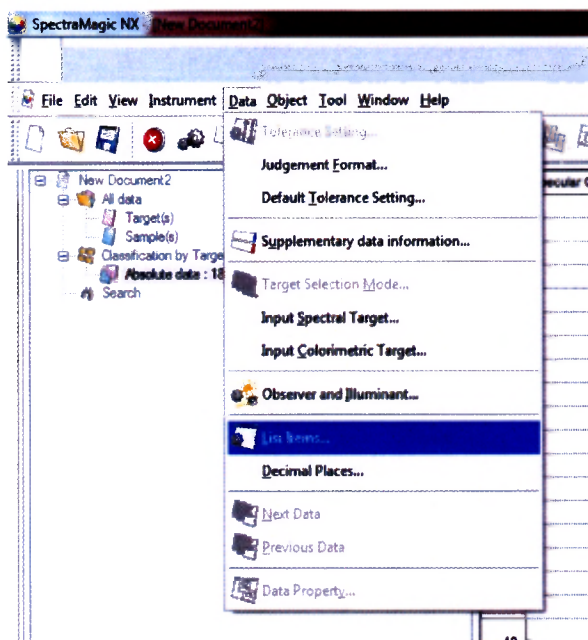 SpectraMagic NX - [New Document2]
File Edit View Instrument Data Object Tool Window Help
Tolerance Setting...
Judgement Format...
Default Tolerance Setting...
Supplementary data information...
Target Selection Mode...
Input Spectral Target...
Input Colorimetric Target...
Observer and Illuminant...
List Items...
Decimal Places...
Next Data
Previous Data
Data Property...
New Document2
All data
Target(s)
Sample(s)
Classification by Targe
Absolute data : 18
Search
ecular